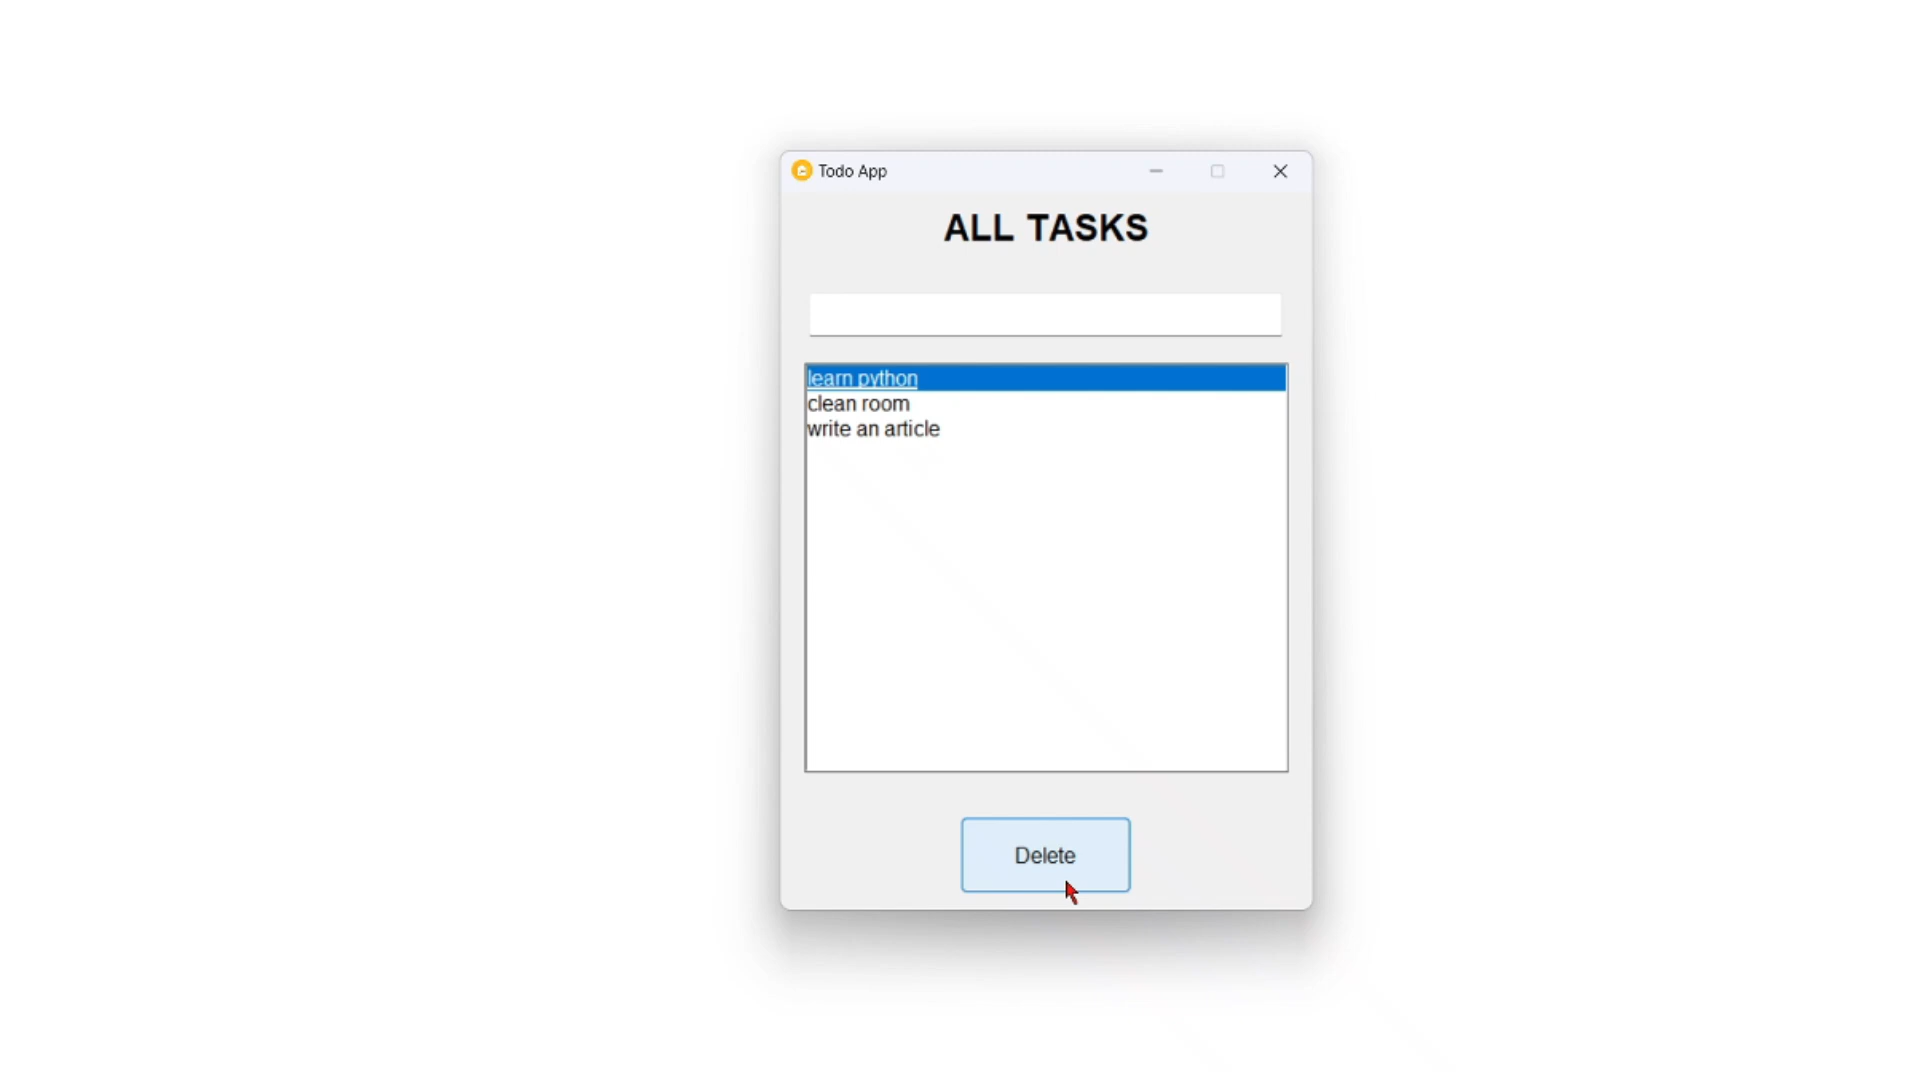 Todo App
ALL TASKS
learn python
clean room
write an article
Delete